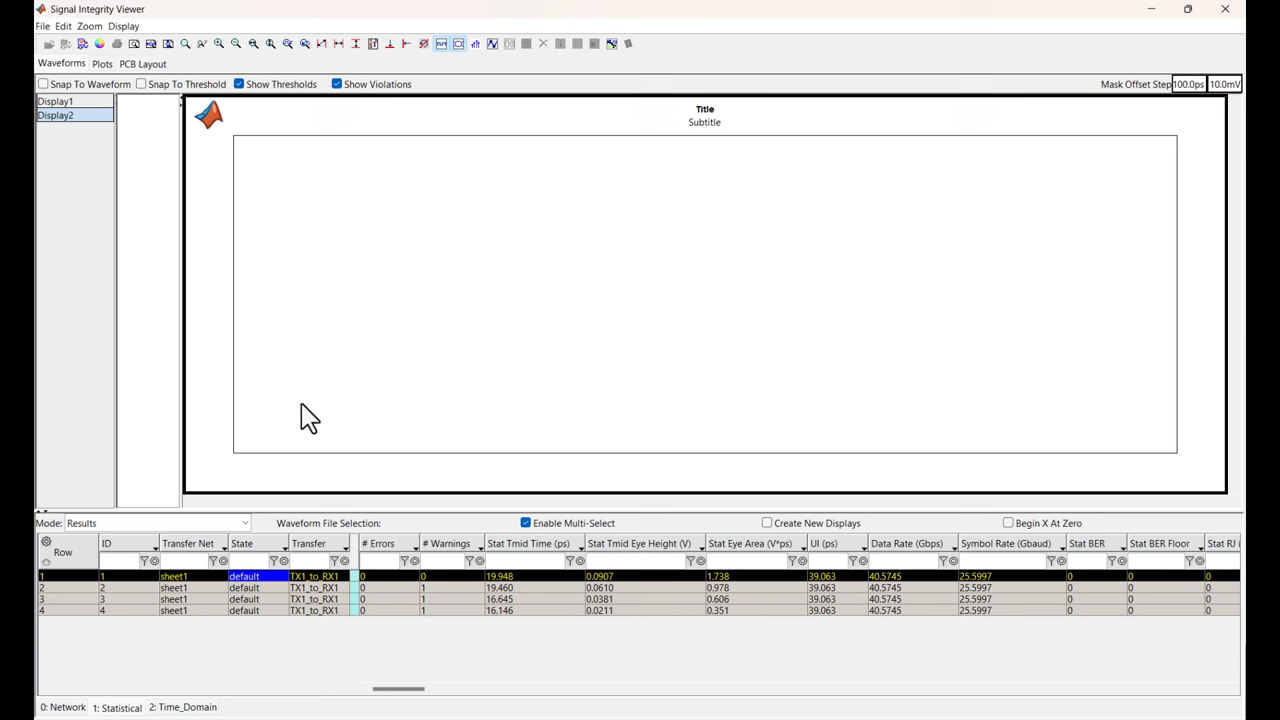 Signal Integrity Viewer
File Edit Zoom Display
Waveforms Plots PCB Layout
Snap To Waveform Snap To Threshold Show Thresholds Show Violations Mask Offset Step 100.0ps 10.0mV
Display1
Display2
Title
Subtitle
Mode: Results Waveform File Selection: Enable Multi-Select Create New Displays Begin X At Zero
Row ID Transfer Net State Transfer # Errors # Warnings Stat Tmid Time (ps) Stat Tmid Eye Height (V) Stat Eye Area (V*ps) UI (ps) Data Rate (Gbps) Symbol Rate (Gbaud) Stat BER Stat BER Floor Stat RJ (
1 1 sheet1 default TX1_to_RX1 0 0 19.948 0.0907 1.738 39.063 40.5745 25.5997 0 0 0
2 2 sheet1 default TX1_to_RX1 0 1 19.460 0.0610 0.978 39.063 40.5745 25.5997 0 0 0
3 3 sheet1 default TX1_to_RX1 0 1 16.645 0.0381 0.606 39.063 40.5745 25.5997 0 0 0
4 4 sheet1 default TX1_to_RX1 0 1 16.146 0.0211 0.351 39.063 40.5745 25.5997 0 0 0
0: Network 1: Statistical 2: Time_Domain